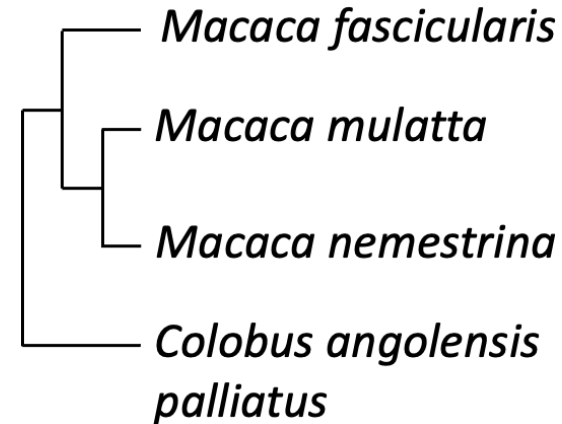 Macaca fascicularis
Macaca mulatta
Macaca nemestrina
Colobus angolensis
palliatus